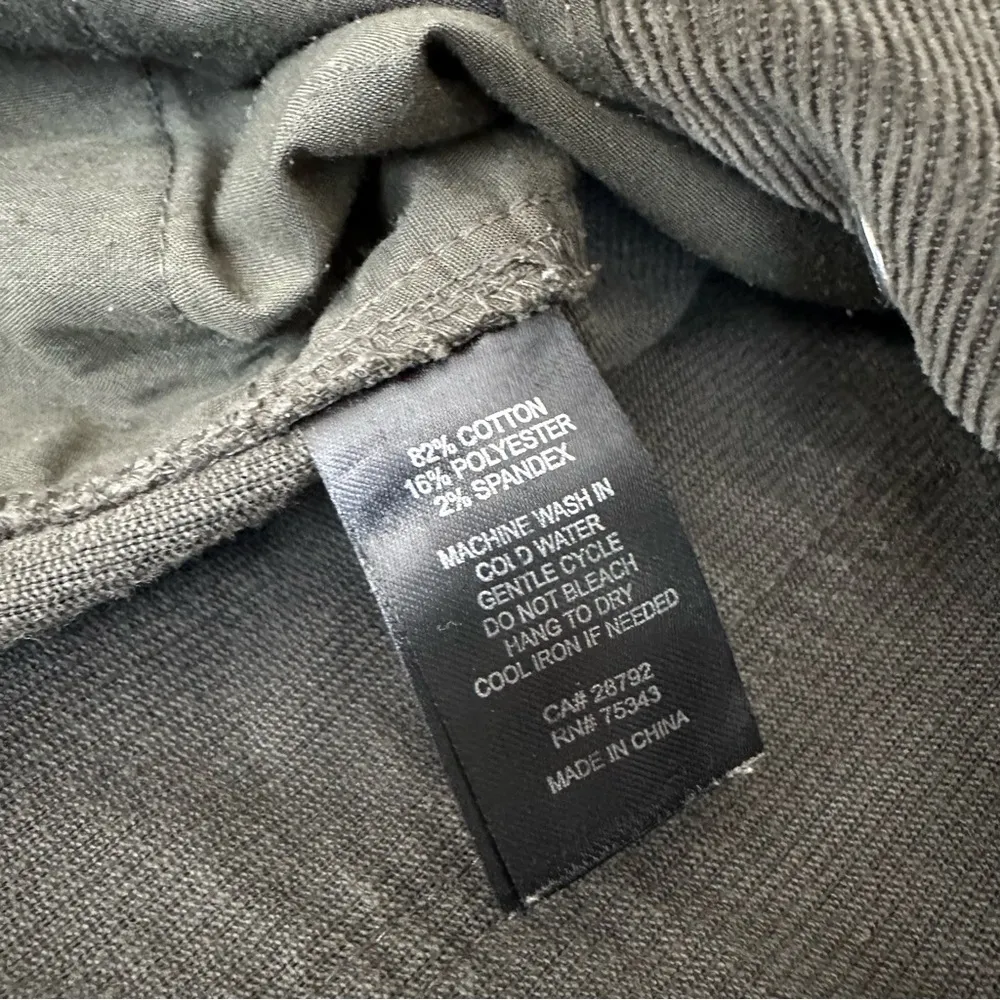 82% COTTON
16% POLYESTER
2% SPANDEX
MACHINE WASH IN
COLD WATER
GENTLE CYCLE
DO NOT BLEACH
HANG TO DRY
COOL IRON IF NEEDED
CA# 28792
RN# 75343
MADE IN CHINA